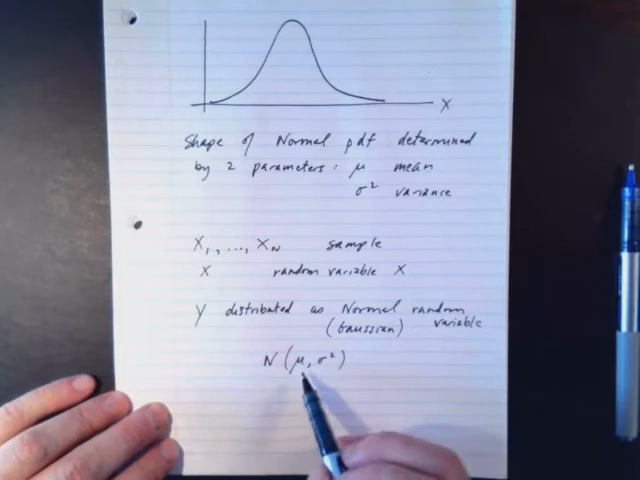 X
Shape of Normal pdf determined
by 2 parameters: μ mean
σ² variance
X₁, ..., X_N sample
X random variable X
Y distributed as Normal random
(Gaussian) variable
N(μ, σ²)